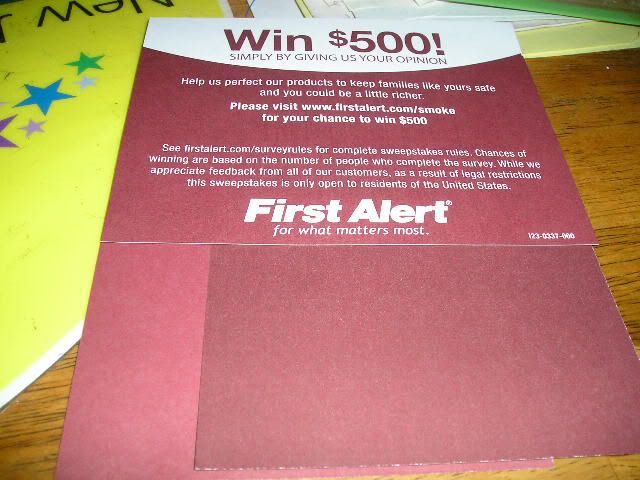 New J
Win $500!
SIMPLY BY GIVING US YOUR OPINION
Help us perfect our products to keep families like yours safe
and you could be a little richer.
Please visit www.firstalert.com/smoke
for your chance to win $500
See firstalert.com/surveyrules for complete sweepstakes rules. Chances of
winning are based on the number of people who complete the survey. While we
appreciate feedback from all of our customers, as a result of legal restrictions
this sweepstakes is only open to residents of the United States.
First Alert®
for what matters most.
123-0337-000